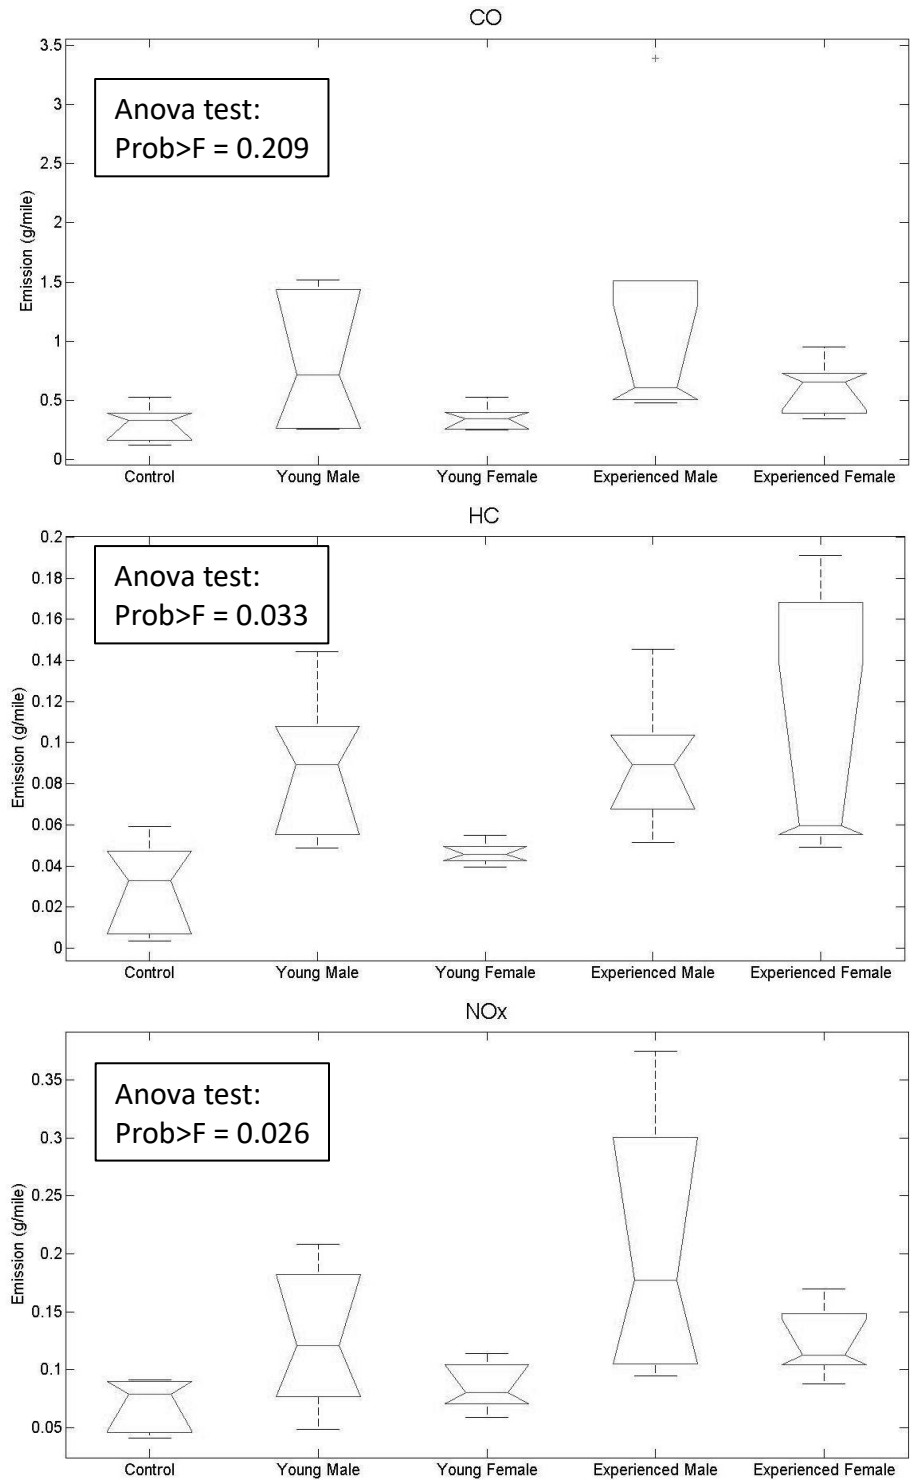 CO
3.5
3
2.5
2
1.5
1
0.5
0
Emission (g/mile)
Anova test:
Prob>F = 0.209
Control Young Male Young Female Experienced Male Experienced Female
HC
0.2
0.18
0.16
0.14
0.12
0.1
0.08
0.06
0.04
0.02
0
Emission (g/mile)
Anova test:
Prob>F = 0.033
Control Young Male Young Female Experienced Male Experienced Female
NOx
0.35
0.3
0.25
0.2
0.15
0.1
0.05
Emission (g/mile)
Anova test:
Prob>F = 0.026
Control Young Male Young Female Experienced Male Experienced Female